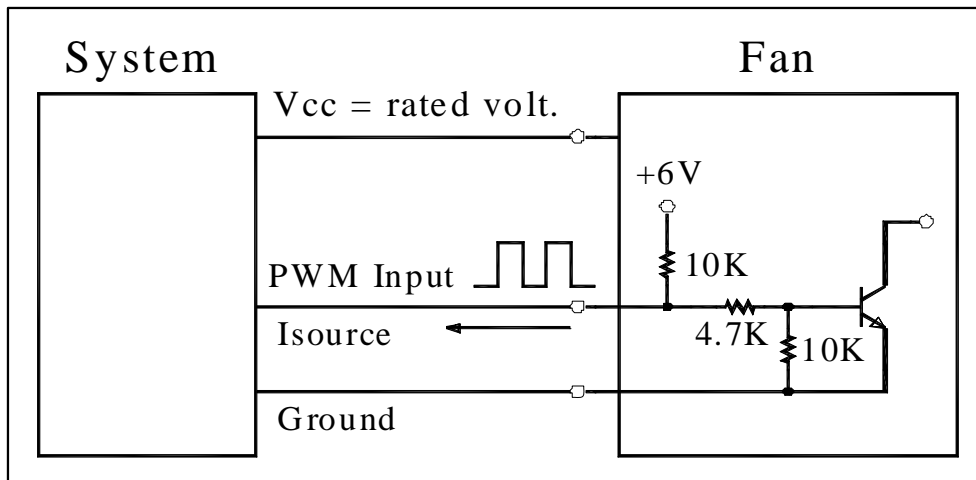 System
Fan
Vcc = rated volt.
+6V
10K
PWM Input
4.7K
Isource
10K
Ground